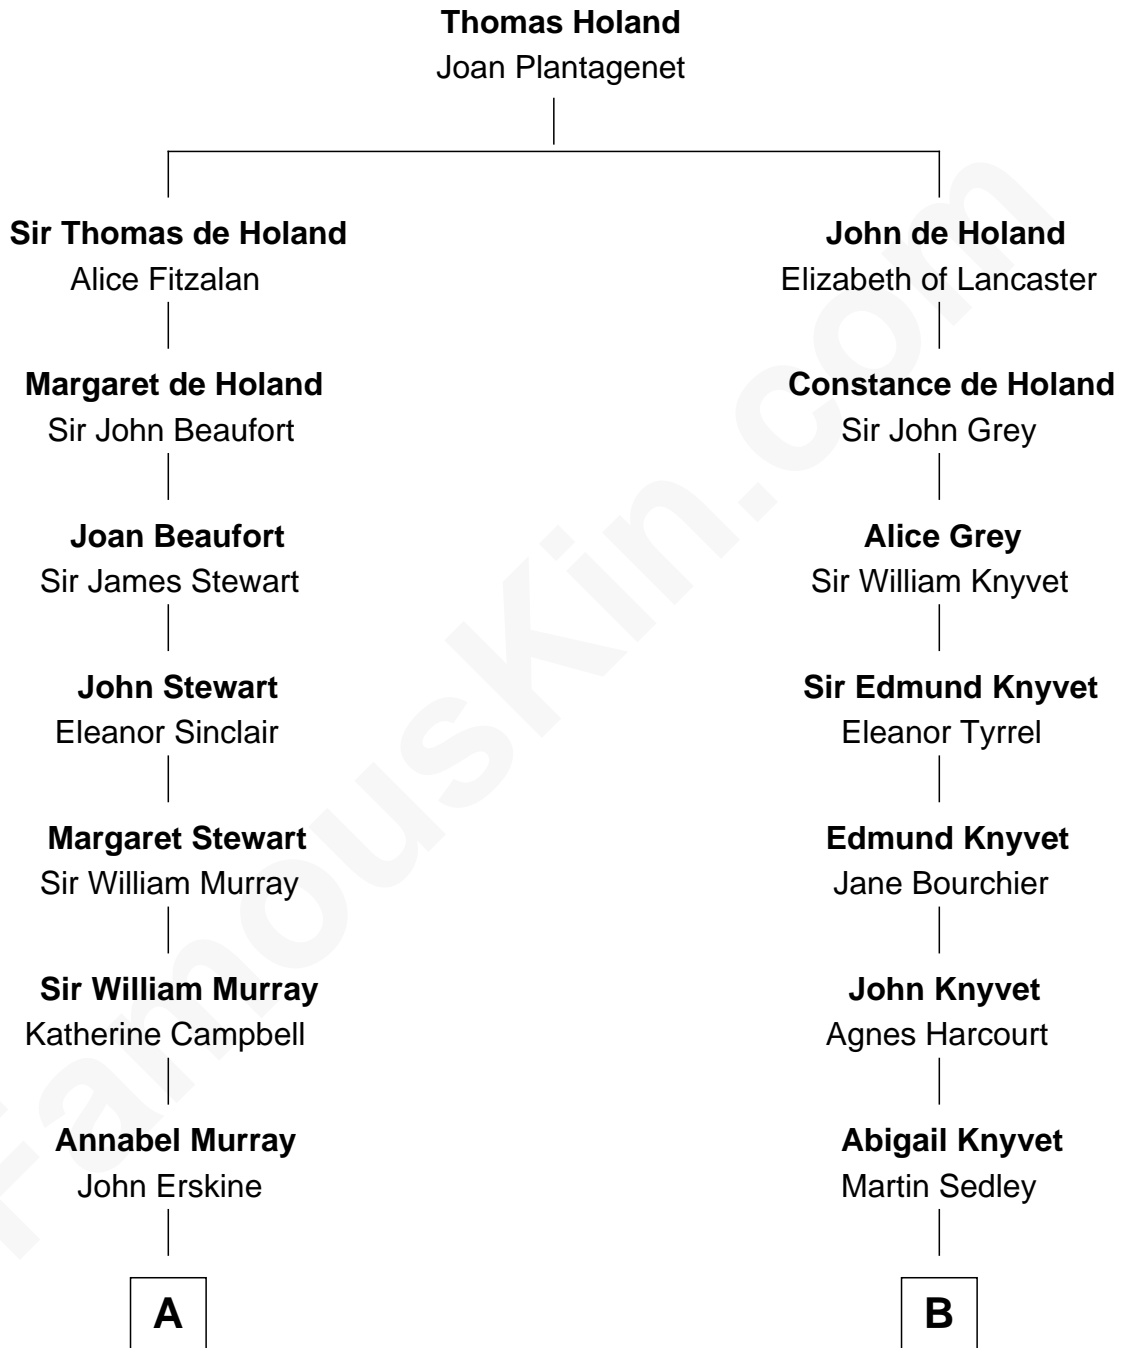 Thomas Holand
Joan Plantagenet
Sir Thomas de Holand
Alice Fitzalan
John de Holand
Elizabeth of Lancaster
Margaret de Holand
Sir John Beaufort
Constance de Holand
Sir John Grey
Joan Beaufort
Sir James Stewart
Alice Grey
Sir William Knyvet
John Stewart
Eleanor Sinclair
Sir Edmund Knyvet
Eleanor Tyrrel
Margaret Stewart
Sir William Murray
Edmund Knyvet
Jane Bourchier
Sir William Murray
Katherine Campbell
John Knyvet
Agnes Harcourt
Annabel Murray
John Erskine
Abigail Knyvet
Martin Sedley
A
B
FamousKin.com